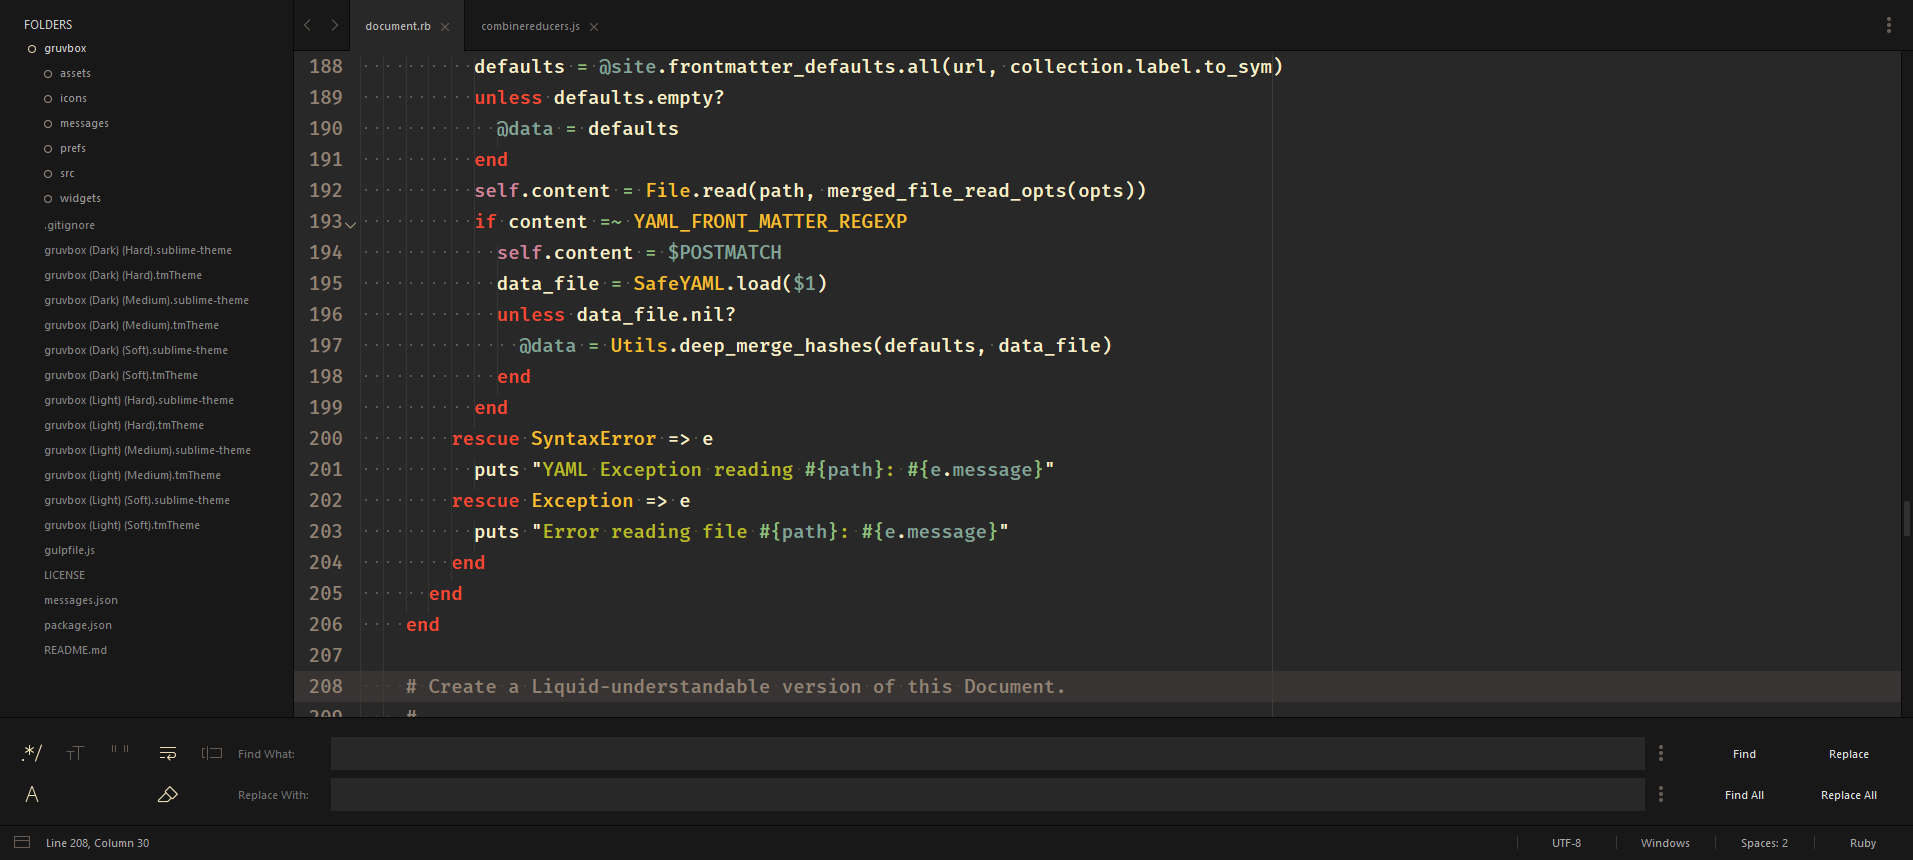 FOLDERS
gruvbox
assets
icons
messages
prefs
src
widgets
.gitignore
gruvbox (Dark) (Hard).sublime-theme
gruvbox (Dark) (Hard).tmTheme
gruvbox (Dark) (Medium).sublime-theme
gruvbox (Dark) (Medium).tmTheme
gruvbox (Dark) (Soft).sublime-theme
gruvbox (Dark) (Soft).tmTheme
gruvbox (Light) (Hard).sublime-theme
gruvbox (Light) (Hard).tmTheme
gruvbox (Light) (Medium).sublime-theme
gruvbox (Light) (Medium).tmTheme
gruvbox (Light) (Soft).sublime-theme
gruvbox (Light) (Soft).tmTheme
gulpfile.js
LICENSE
messages.json
package.json
README.md
document.rb × combinereducers.js ×
188 defaults = @site.frontmatter_defaults.all(url, collection.label.to_sym)
189 unless defaults.empty?
190 @data = defaults
191 end
192 self.content = File.read(path, merged_file_read_opts(opts))
193 if content =~ YAML_FRONT_MATTER_REGEXP
194 self.content = $POSTMATCH
195 data_file = SafeYAML.load($1)
196 unless data_file.nil?
197 @data = Utils.deep_merge_hashes(defaults, data_file)
198 end
199 end
200 rescue SyntaxError => e
201 puts "YAML Exception reading #{path}: #{e.message}"
202 rescue Exception => e
203 puts "Error reading file #{path}: #{e.message}"
204 end
205 end
206 end
207
208 # Create a Liquid-understandable version of this Document.
209 #
.*/ TT " " Find What: Find Replace
A Replace With: Find All Replace All
Line 208, Column 30 UTF-8 Windows Spaces: 2 Ruby